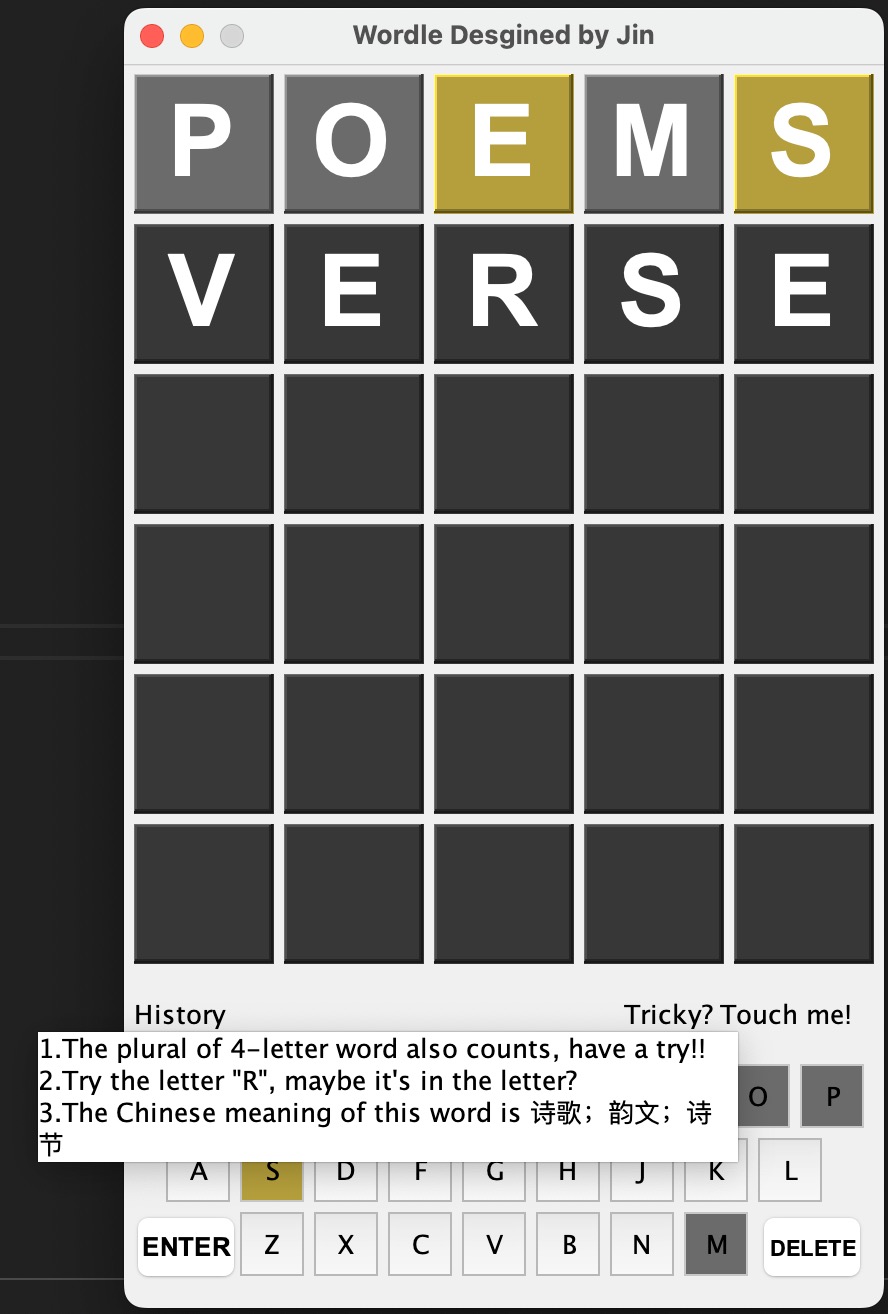 Wordle Desgined by Jin
P O E M S
V E R S E
History Tricky? Touch me!
1.The plural of 4-letter word also counts, have a try!!
2.Try the letter "R", maybe it's in the letter?
3.The Chinese meaning of this word is 诗歌；韵文；诗
节
O P
A S D F G H J K L
ENTER Z X C V B N M DELETE